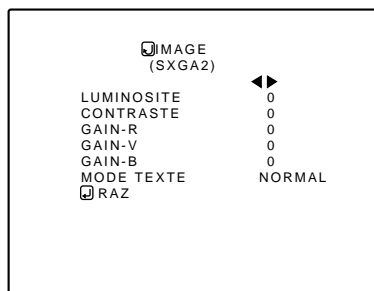 IMAGE
(SXGA2)
LUMINOSITE 0
CONTRASTE 0
GAIN-R 0
GAIN-V 0
GAIN-B 0
MODE TEXTE NORMAL
RAZ